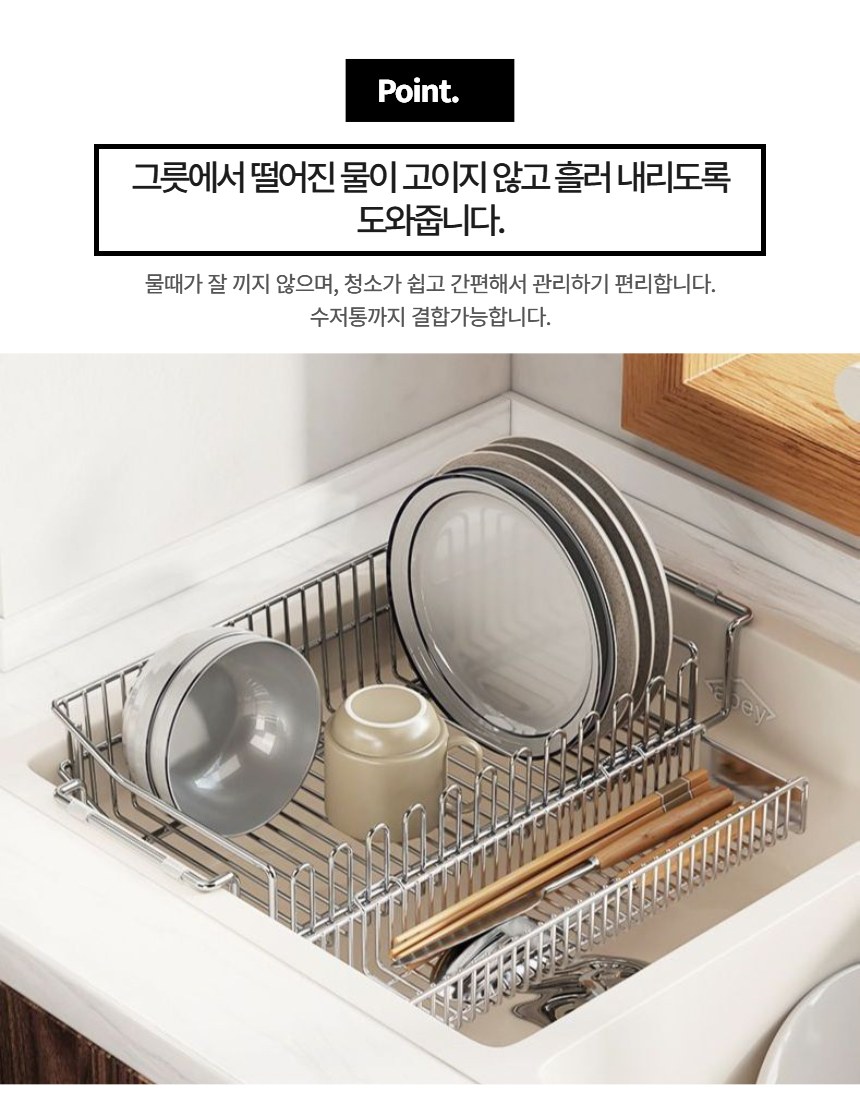 Point.
그릇에서 떨어진 물이 고이지 않고 흘러 내리도록
도와줍니다.
물때가 잘 끼지 않으며, 청소가 쉽고 간편해서 관리하기 편리합니다.
수저통까지 결합가능합니다.